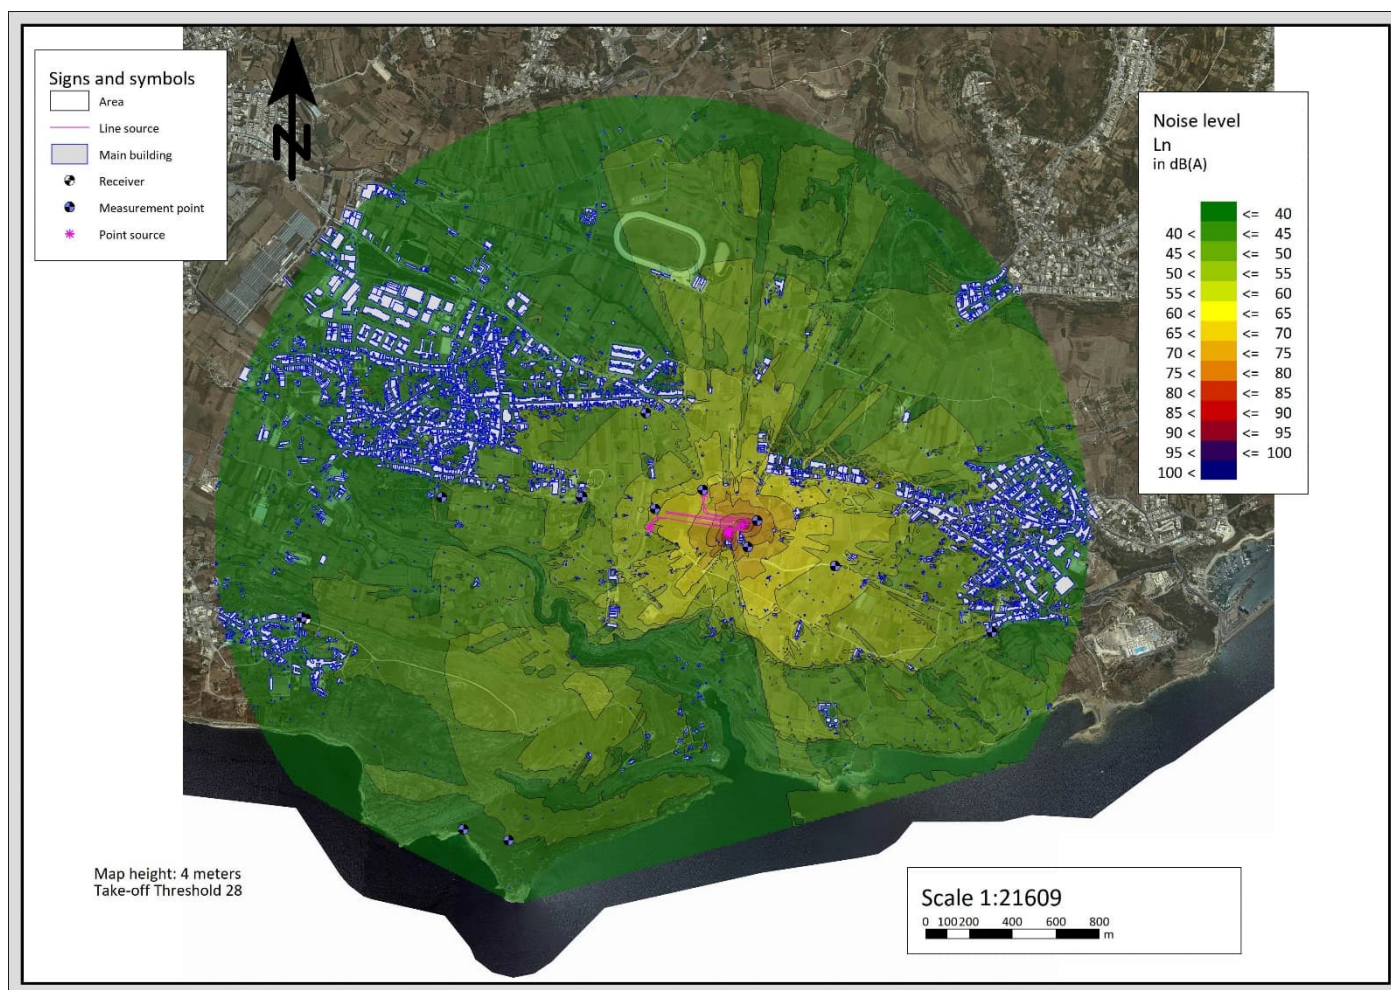 Signs and symbols
Area
Line source
Main building
Receiver
Measurement point
Point source
N
Noise level
Ln
in dB(A)
<= 40
40 < <= 45
45 < <= 50
50 < <= 55
55 < <= 60
60 < <= 65
65 < <= 70
70 < <= 75
75 < <= 80
80 < <= 85
85 < <= 90
90 < <= 95
95 < <= 100
100 <
Map height: 4 meters
Take-off Threshold 28
Scale 1:21609
0 100 200 400 600 800
m